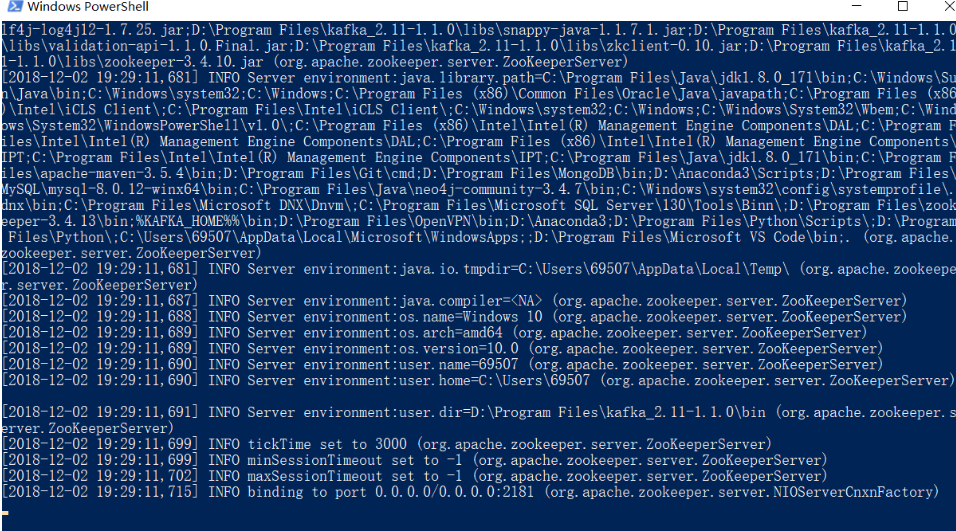 Windows PowerShell
lf4j-log4j12-1.7.25.jar;D:\Program Files\kafka_2.11-1.1.0\libs\snappy-java-1.1.7.1.jar;D:\Program Files\kafka_2.11-1.1.0
\libs\validation-api-1.1.0.Final.jar;D:\Program Files\kafka_2.11-1.1.0\libs\zkclient-0.10.jar;D:\Program Files\kafka_2.1
1-1.1.0\libs\zookeeper-3.4.10.jar (org.apache.zookeeper.server.ZooKeeperServer)
[2018-12-02 19:29:11,681] INFO Server environment:java.library.path=C:\Program Files\Java\jdk1.8.0_171\bin;C:\Windows\Su
n\Java\bin;C:\Windows\system32;C:\Windows;C:\Program Files (x86)\Common Files\Oracle\Java\javapath;C:\Program Files (x86
)\Intel\iCLS Client\;C:\Program Files\Intel\iCLS Client\;C:\Windows\system32;C:\Windows;C:\Windows\System32\Wbem;C:\Wind
ows\System32\WindowsPowerShell\v1.0\;C:\Program Files (x86)\Intel\Intel(R) Management Engine Components\DAL;C:\Program F
iles\Intel\Intel(R) Management Engine Components\DAL;C:\Program Files (x86)\Intel\Intel(R) Management Engine Components\
IPT;C:\Program Files\Intel\Intel(R) Management Engine Components\IPT;C:\Program Files\Java\jdk1.8.0_171\bin;C:\Program F
iles\apache-maven-3.5.4\bin;D:\Program Files\Git\cmd;D:\Program Files\MongoDB\bin;D:\Anaconda3\Scripts;D:\Program Files\
MySQL\mysql-8.0.12-winx64\bin;C:\Program Files\Java\neo4j-community-3.4.7\bin;C:\Windows\system32\config\systemprofile\.
dnx\bin;C:\Program Files\Microsoft DNX\Dnvm\;C:\Program Files\Microsoft SQL Server\130\Tools\Binn\;D:\Program Files\zook
eeper-3.4.13\bin;%KAFKA_HOME%%\bin;D:\Program Files\OpenVPN\bin;D:\Anaconda3;D:\Program Files\Python\Scripts\;D:\Program
Files\Python\;C:\Users\69507\AppData\Local\Microsoft\WindowsApps;;D:\Program Files\Microsoft VS Code\bin;. (org.apache.
zookeeper.server.ZooKeeperServer)
[2018-12-02 19:29:11,681] INFO Server environment:java.io.tmpdir=C:\Users\69507\AppData\Local\Temp\ (org.apache.zookeepe
r.server.ZooKeeperServer)
[2018-12-02 19:29:11,687] INFO Server environment:java.compiler=<NA> (org.apache.zookeeper.server.ZooKeeperServer)
[2018-12-02 19:29:11,688] INFO Server environment:os.name=Windows 10 (org.apache.zookeeper.server.ZooKeeperServer)
[2018-12-02 19:29:11,689] INFO Server environment:os.arch=amd64 (org.apache.zookeeper.server.ZooKeeperServer)
[2018-12-02 19:29:11,689] INFO Server environment:os.version=10.0 (org.apache.zookeeper.server.ZooKeeperServer)
[2018-12-02 19:29:11,690] INFO Server environment:user.name=69507 (org.apache.zookeeper.server.ZooKeeperServer)
[2018-12-02 19:29:11,690] INFO Server environment:user.home=C:\Users\69507 (org.apache.zookeeper.server.ZooKeeperServer)
[2018-12-02 19:29:11,691] INFO Server environment:user.dir=D:\Program Files\kafka_2.11-1.1.0\bin (org.apache.zookeeper.s
erver.ZooKeeperServer)
[2018-12-02 19:29:11,699] INFO tickTime set to 3000 (org.apache.zookeeper.server.ZooKeeperServer)
[2018-12-02 19:29:11,699] INFO minSessionTimeout set to -1 (org.apache.zookeeper.server.ZooKeeperServer)
[2018-12-02 19:29:11,702] INFO maxSessionTimeout set to -1 (org.apache.zookeeper.server.ZooKeeperServer)
[2018-12-02 19:29:11,715] INFO binding to port 0.0.0.0/0.0.0.0:2181 (org.apache.zookeeper.server.NIOServerCnxnFactory)